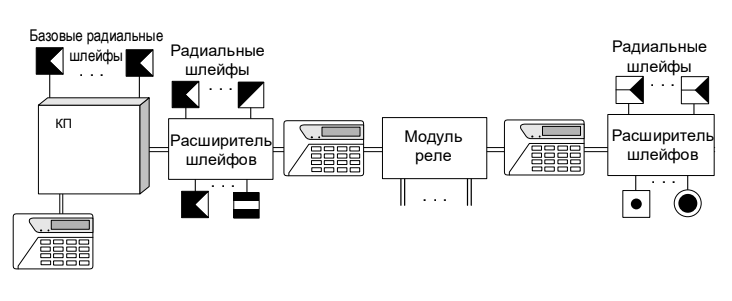 Базовые радиальные
шлейфы
Радиальные
шлейфы
КП
Расширитель
шлейфов
Модуль
реле
Радиальные
шлейфы
Расширитель
шлейфов